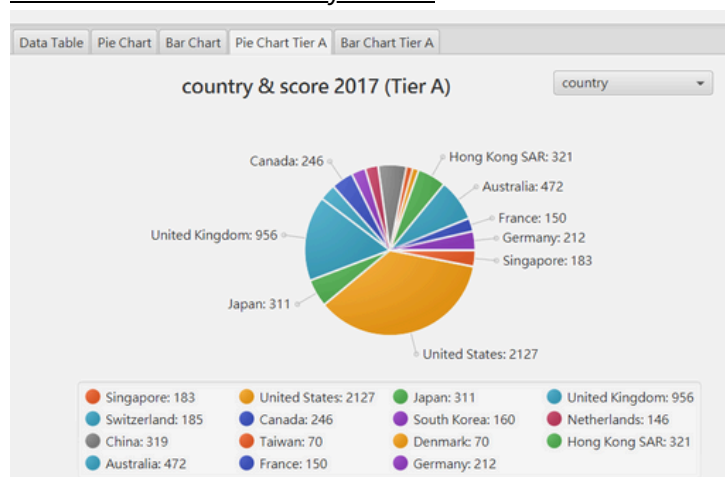 Data Table Pie Chart Bar Chart Pie Chart Tier A Bar Chart Tier A
country & score 2017 (Tier A)
country
Canada: 246
Hong Kong SAR: 321
Australia: 472
France: 150
United Kingdom: 956
Germany: 212
Singapore: 183
Japan: 311
United States: 2127
Singapore: 183 United States: 2127 Japan: 311 United Kingdom: 956
Switzerland: 185 Canada: 246 South Korea: 160 Netherlands: 146
China: 319 Taiwan: 70 Denmark: 70 Hong Kong SAR: 321
Australia: 472 France: 150 Germany: 212